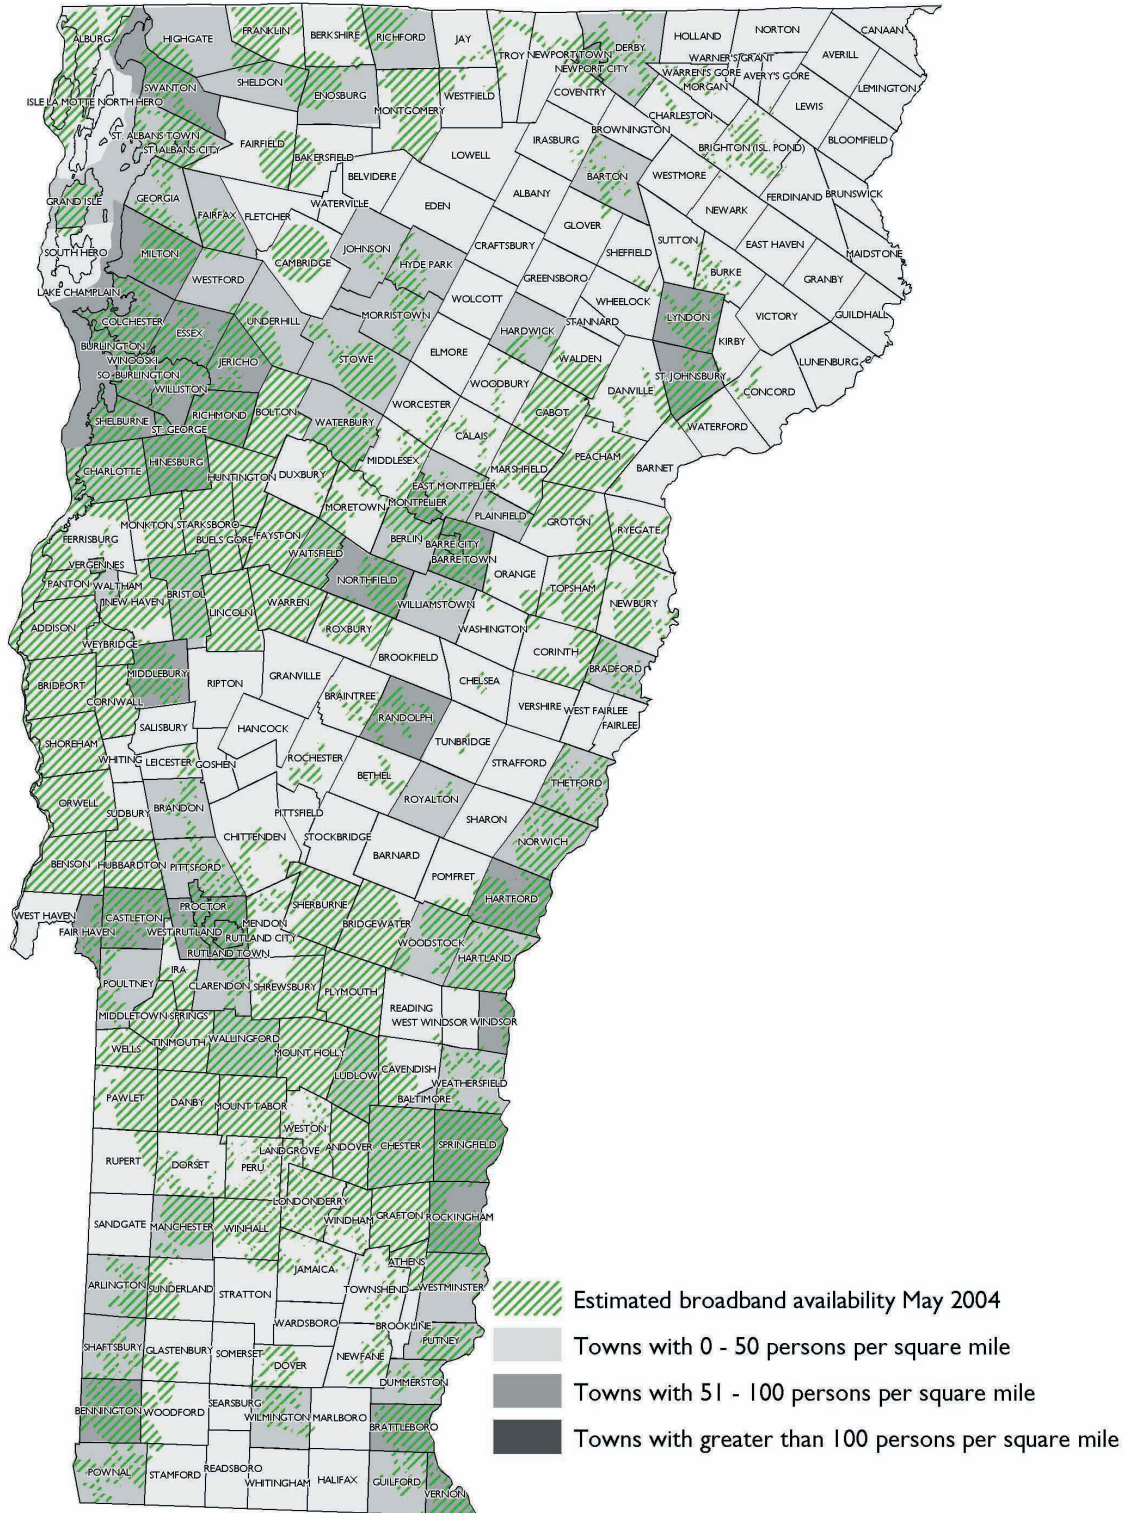 ALBURG
HIGHGATE
FRANKLIN
BERKSHIRE
RICHFORD
JAY
TROY
NEWPORT TOWN
NEWPORT CITY
DERBY
HOLLAND
NORTON
CANAAN
WARNER'S GRANT
AVERILL
WARREN'S GORE
AVERY'S GORE
MORGAN
LEMINGTON
SWANTON
SHELDON
ENOSBURG
MONTGOMERY
WESTFIELD
COVENTRY
CHARLESTON
LEWIS
ISLE LA MOTTE
NORTH HERO
ST. ALBANS TOWN
ST. ALBANS CITY
FAIRFIELD
BAKERSFIELD
LOWELL
IRASBURG
BROWNINGTON
BRIGHTON (ISL. POND)
BLOOMFIELD
BELVIDERE
BARTON
WESTMORE
GRAND ISLE
GEORGIA
FAIRFAX
FLETCHER
WATERVILLE
EDEN
ALBANY
GLOVER
NEWARK
FERDINAND
BRUNSWICK
SOUTH HERO
MILTON
CAMBRIDGE
JOHNSON
HYDE PARK
CRAFTSBURY
SHEFFIELD
SUTTON
EAST HAVEN
MAIDSTONE
WESTFORD
GREENSBORO
BURKE
GRANBY
LAKE CHAMPLAIN
WOLCOTT
WHEELOCK
COLCHESTER
ESSEX
UNDERHILL
MORRISTOWN
HARDWICK
STANNARD
LYNDON
VICTORY
GUILDHALL
BURLINGTON
WINOOSKI
SO. BURLINGTON
JERICHO
STOWE
ELMORE
WALDEN
KIRBY
LUNENBURG
WILLISTON
WOODBURY
DANVILLE
ST. JOHNSBURY
CONCORD
SHELBURNE
ST. GEORGE
RICHMOND
BOLTON
WATERBURY
WORCESTER
CABOT
WATERFORD
CALAIS
CHARLOTTE
HINESBURG
HUNTINGTON
DUXBURY
MIDDLESEX
MARSHFIELD
PEACHAM
BARNET
EAST MONTPELIER
MONTPELIER
MORETOWN
PLAINFIELD
GROTON
RYEGATE
FERRISBURG
MONKTON
STARKSBORO
BUELS GORE
FAYSTON
WAITSFIELD
BERLIN
BARRE CITY
BARRE TOWN
VERGENNES
PANTON
WALTHAM
NEW HAVEN
BRISTOL
NORTHFIELD
ORANGE
TOPSHAM
NEWBURY
ADDISON
LINCOLN
WARREN
WILLIAMSTOWN
WEYBRIDGE
ROXBURY
WASHINGTON
BROOKFIELD
CORINTH
BRADFORD
BRIDPORT
MIDDLEBURY
RIPTON
GRANVILLE
CHELSEA
CORNWALL
BRAINTREE
RANDOLPH
VERSHIRE
WEST FAIRLEE
FAIRLEE
SHOREHAM
SALISBURY
HANCOCK
TUNBRIDGE
WHITING
LEICESTER
GOSHEN
ROCHESTER
STRAFFORD
BETHEL
THETFORD
ORWELL
SUDBURY
BRANDON
PITTSFIELD
ROYALTON
SHARON
CHITTENDEN
STOCKBRIDGE
NORWICH
BENSON
HUBBARDTON
PITTSFORD
BARNARD
POMFRET
HARTFORD
WEST HAVEN
CASTLETON
PROCTOR
SHERBURNE
FAIR HAVEN
WEST RUTLAND
MENDON
RUTLAND CITY
BRIDGEWATER
RUTLAND TOWN
WOODSTOCK
HARTLAND
IRA
POULTNEY
CLARENDON
SHREWSBURY
PLYMOUTH
READING
MIDDLETOWN SPRINGS
WEST WINDSOR
WINDSOR
WELLS
TINMOUTH
WALLINGFORD
MOUNT HOLLY
LUDLOW
CAVENDISH
WEATHERSFIELD
PAWLET
DANBY
MOUNT TABOR
BALTIMORE
WESTON
LANDGROVE
ANDOVER
CHESTER
SPRINGFIELD
RUPERT
DORSET
PERU
LONDONDERRY
SANDGATE
MANCHESTER
WINHALL
WINDHAM
GRAFTON
ROCKINGHAM
JAMAICA
ATHENS
ARLINGTON
SUNDERLAND
STRATTON
TOWNSHEND
WESTMINSTER
Estimated broadband availability May 2004
WARDSBORO
BROOKLINE
SHAFTSBURY
GLASTENBURY
SOMERSET
PUTNEY
Towns with 0 - 50 persons per square mile
DOVER
NEWFANE
DUMMERSTON
Towns with 51 - 100 persons per square mile
BENNINGTON
WOODFORD
SEARSBURG
WILMINGTON
MARLBORO
BRATTLEBORO
Towns with greater than 100 persons per square mile
POWNAL
STAMFORD
READSBORO
WHITINGHAM
HALIFAX
GUILFORD
VERNON